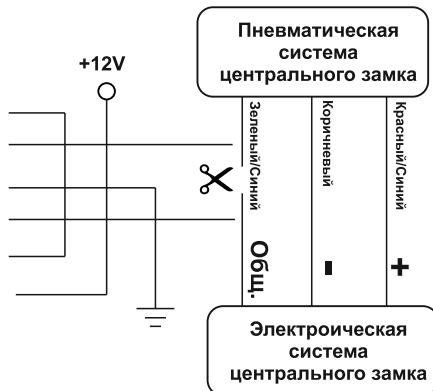 Пневматическая
система
центрального замка
+12V
Зеленый/Синий
Коричневый
Красный/Синий
Общ.
-
+
Электроическая
система
центрального замка